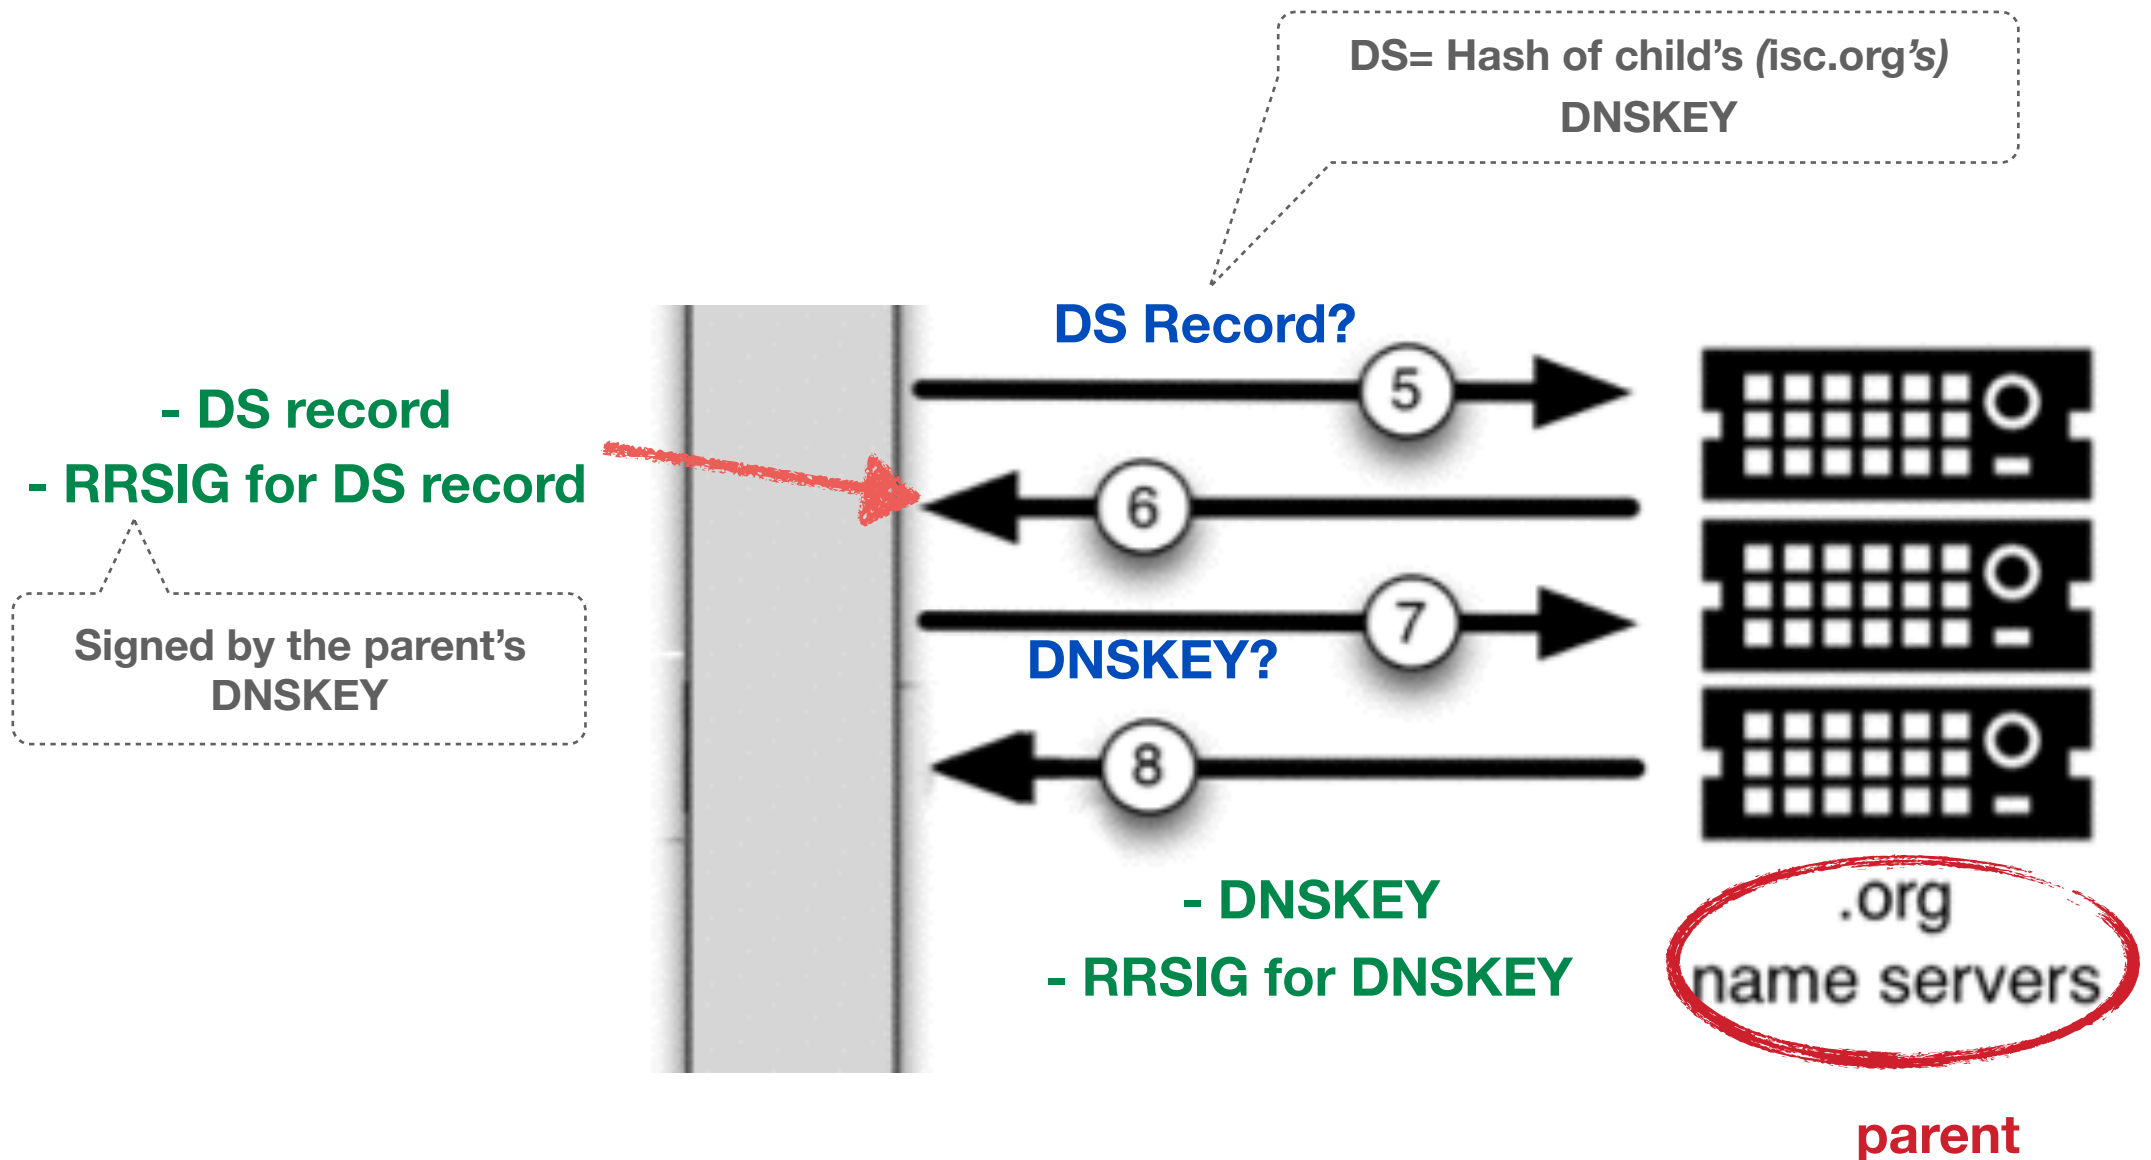 DS= Hash of child’s (isc.org’s)
DNSKEY
DS Record?
5
- DS record
- RRSIG for DS record
6
Signed by the parent’s
DNSKEY
7
DNSKEY?
8
- DNSKEY
- RRSIG for DNSKEY
.org
name servers
parent